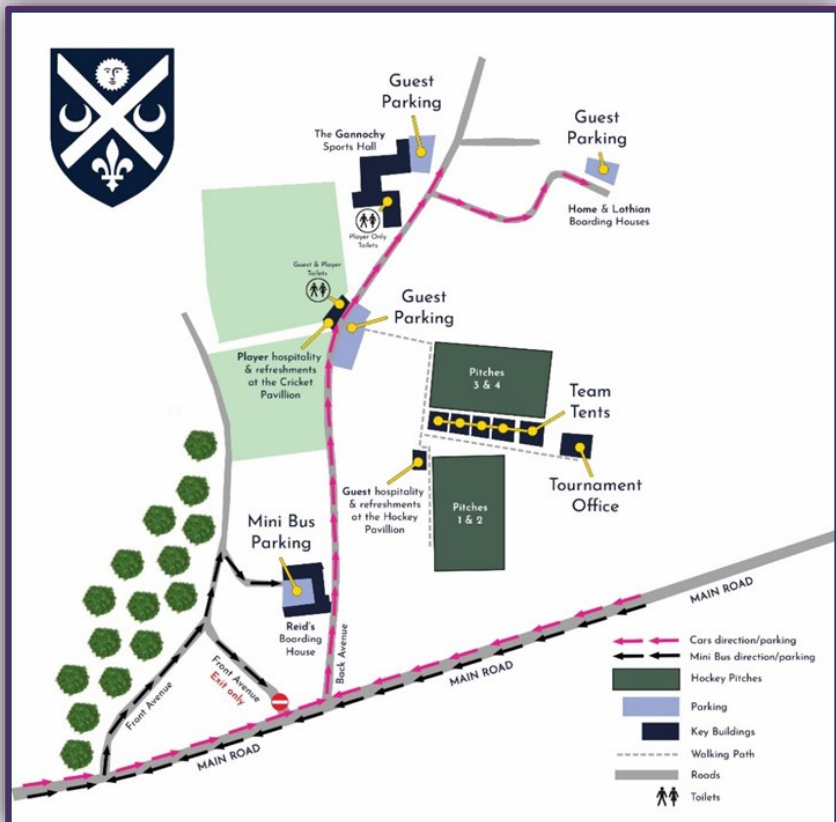 Guest
Parking
The Gannochy
Sports Hall
Guest
Parking
Home & Lothian
Boarding Houses
Player Only
Toilets
Guest & Player
Toilets
Guest
Parking
Player hospitality
& refreshments
at the Cricket
Pavillion
Pitches
3 & 4
Team
Tents
Tournament
Office
Guest hospitality
& refreshments
at the Hockey
Pavillion
Pitches
1 & 2
Mini Bus
Parking
Reid's
Boarding
House
Back Avenue
Front Avenue
Front Avenue
Exit only
MAIN ROAD
MAIN ROAD
MAIN ROAD
Cars direction/parking
Mini Bus direction/parking
Hockey Pitches
Parking
Key Buildings
Walking Path
Roads
Toilets